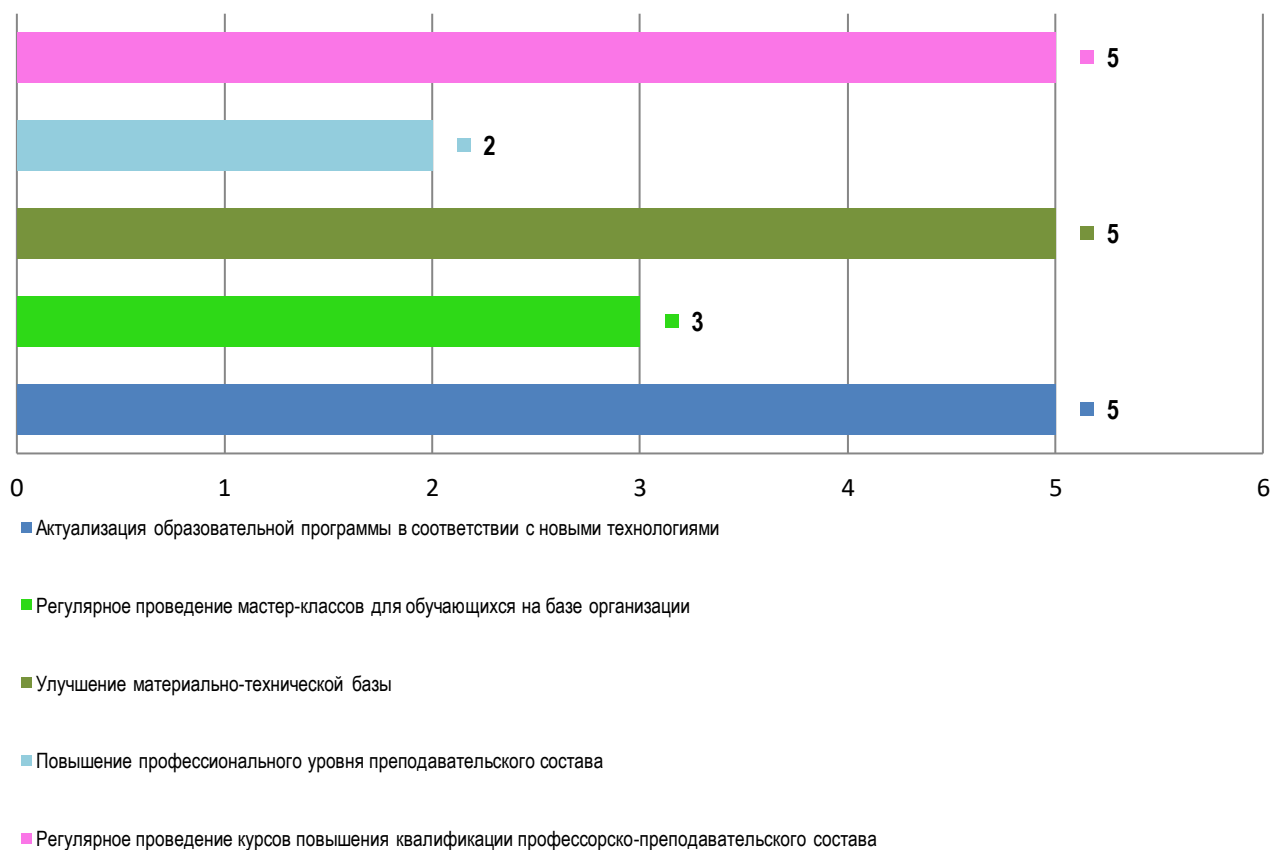 5
2
5
3
5
0 1 2 3 4 5 6
Актуализация образовательной программы в соответствии с новыми технологиями
Регулярное проведение мастер-классов для обучающихся на базе организации
Улучшение материально-технической базы
Повышение профессионального уровня преподавательского состава
Регулярное проведение курсов повышения квалификации профессорско-преподавательского состава